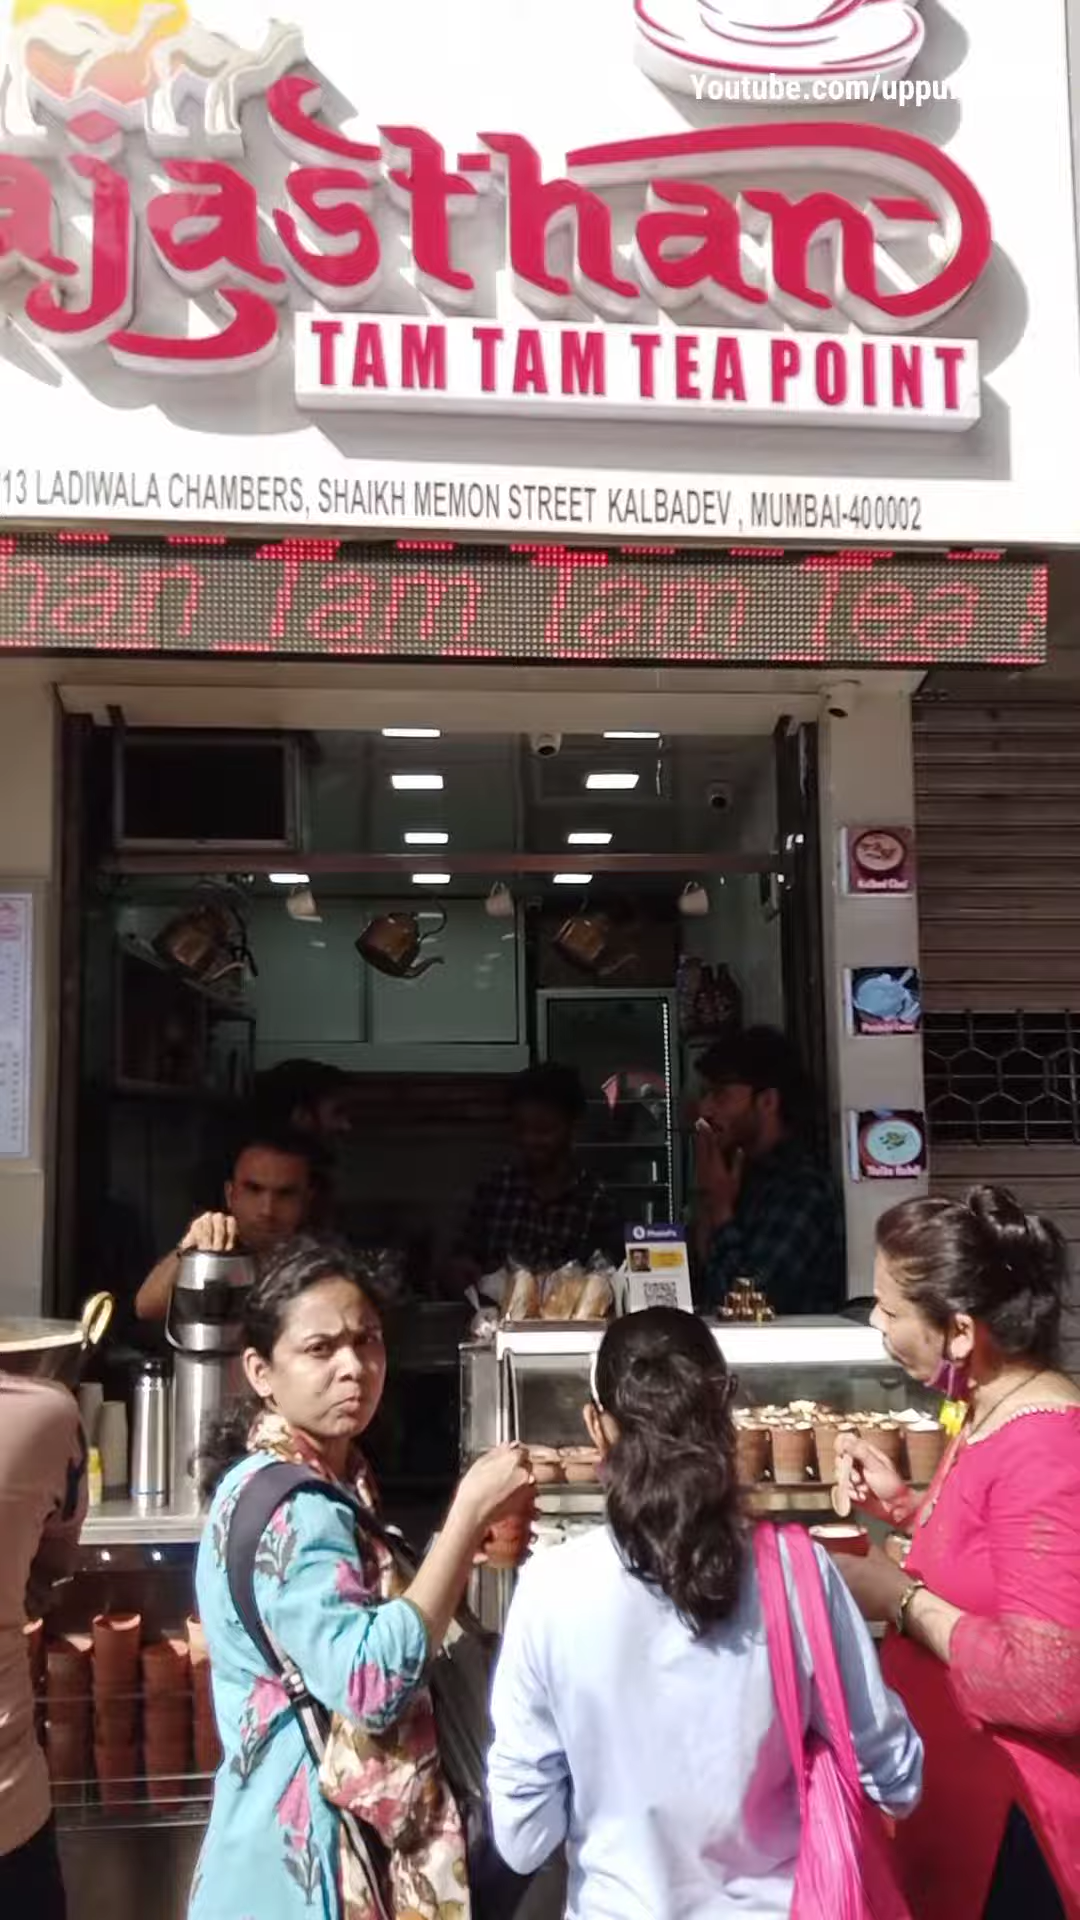 Youtube.com/uppu
ajasthan
TAM TAM TEA POINT
13 LADIWALA CHAMBERS, SHAIKH MEMON STREET KALBADEV, MUMBAI-400002
han Tam Tam Tea
PhonePe